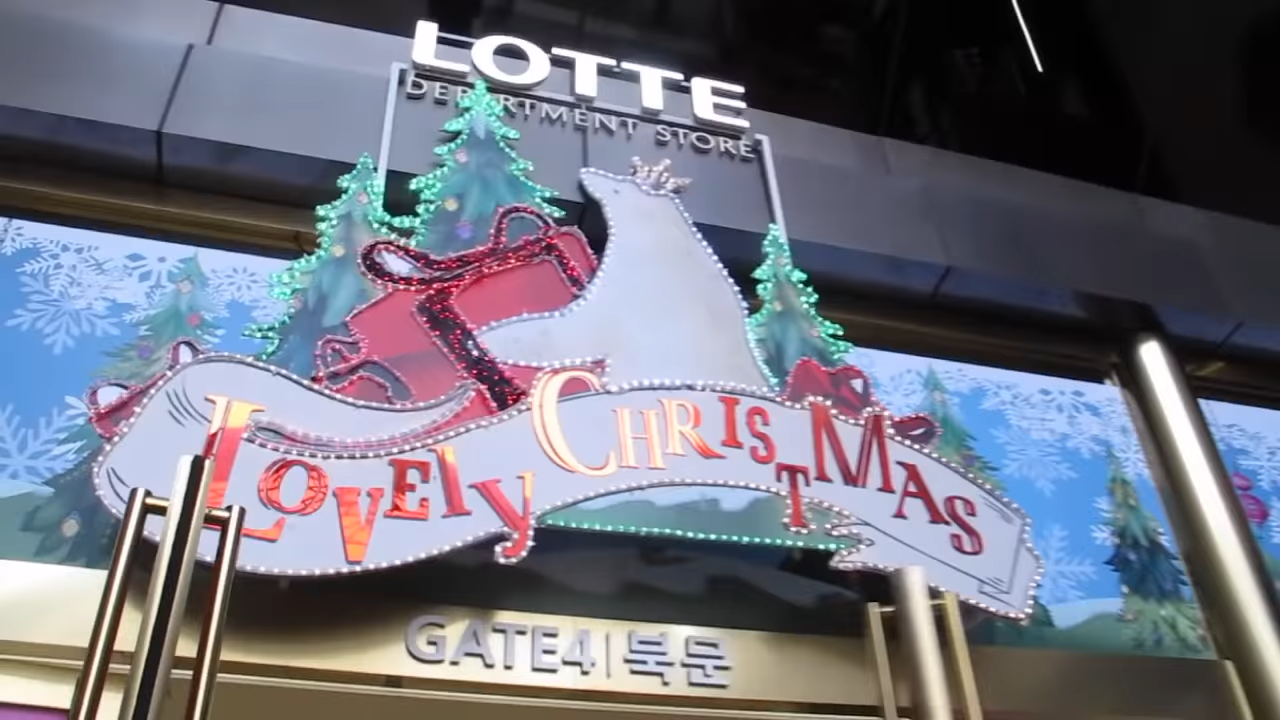 LOTTE
DEPARTMENT STORE
LOVElY CHRISTMAS
GATE4 | 북문